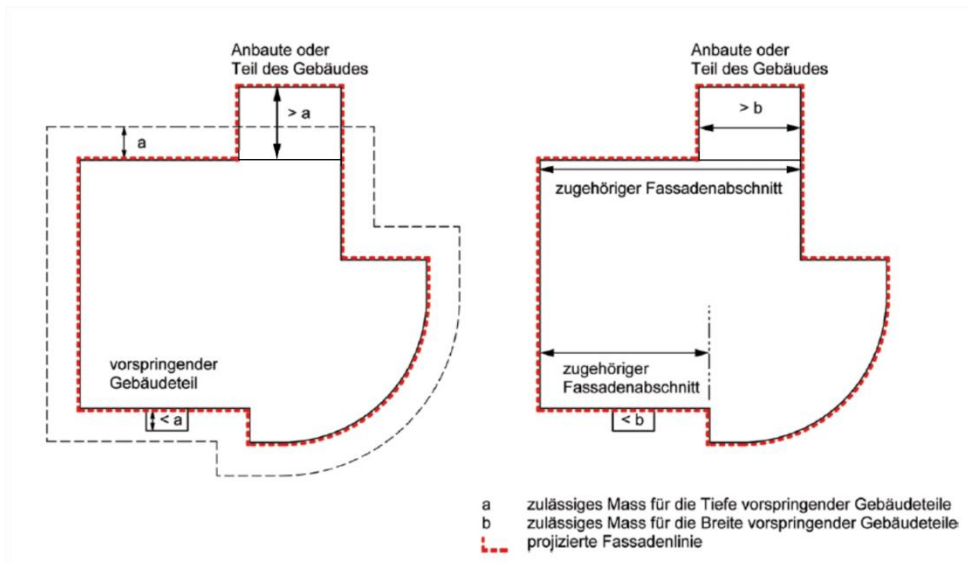 Anbaute oder
Teil des Gebäudes
> a
a
vorspringender
Gebäudeteil
< a
Anbaute oder
Teil des Gebäudes
> b
zugehöriger Fassadenabschnitt
zugehöriger
Fassadenabschnitt
< b
a zulässiges Mass für die Tiefe vorspringender Gebäudeteile
b zulässiges Mass für die Breite vorspringender Gebäudeteile
projizierte Fassadenlinie